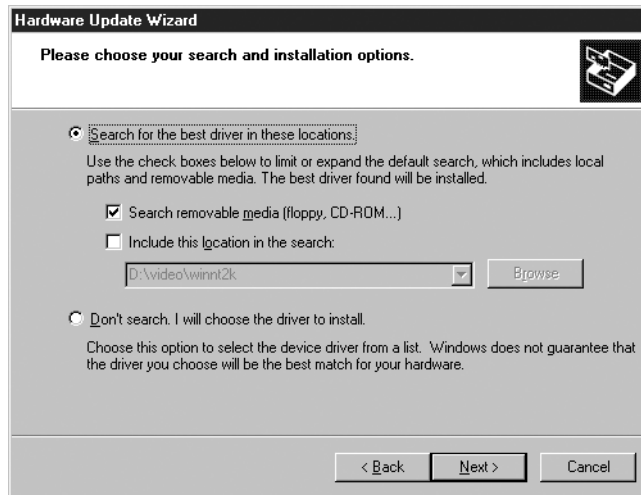 Hardware Update Wizard
Please choose your search and installation options.
Search for the best driver in these locations.
Use the check boxes below to limit or expand the default search, which includes local
paths and removable media. The best driver found will be installed.
Search removable media (floppy, CD-ROM...)
Include this location in the search:
D:\video\winnt2k
Browse
Don't search. I will choose the driver to install.
Choose this option to select the device driver from a list. Windows does not guarantee that
the driver you choose will be the best match for your hardware.
< Back
Next >
Cancel